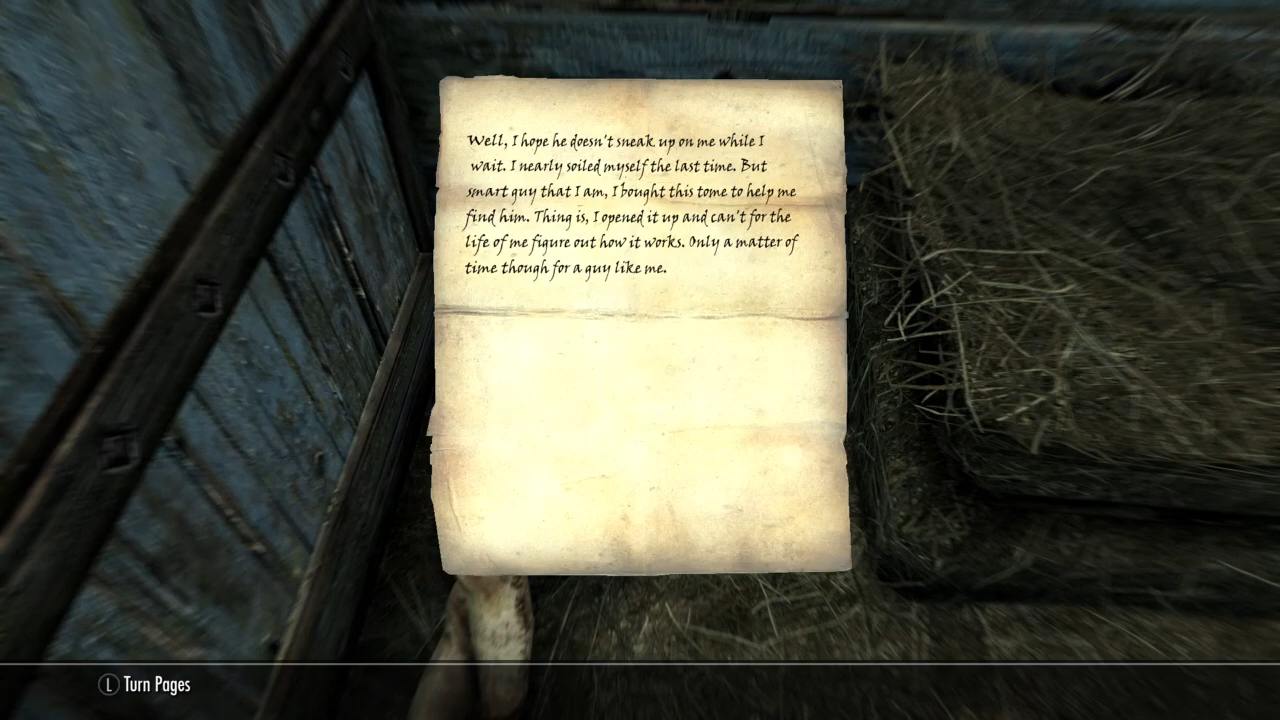 Well, I hope he doesn't sneak up on me while I
wait. I nearly soiled myself the last time. But
smart guy that I am, I bought this tome to help me
find him. Thing is, I opened it up and can't for the
life of me figure out how it works. Only a matter of
time though for a guy like me.
L Turn Pages